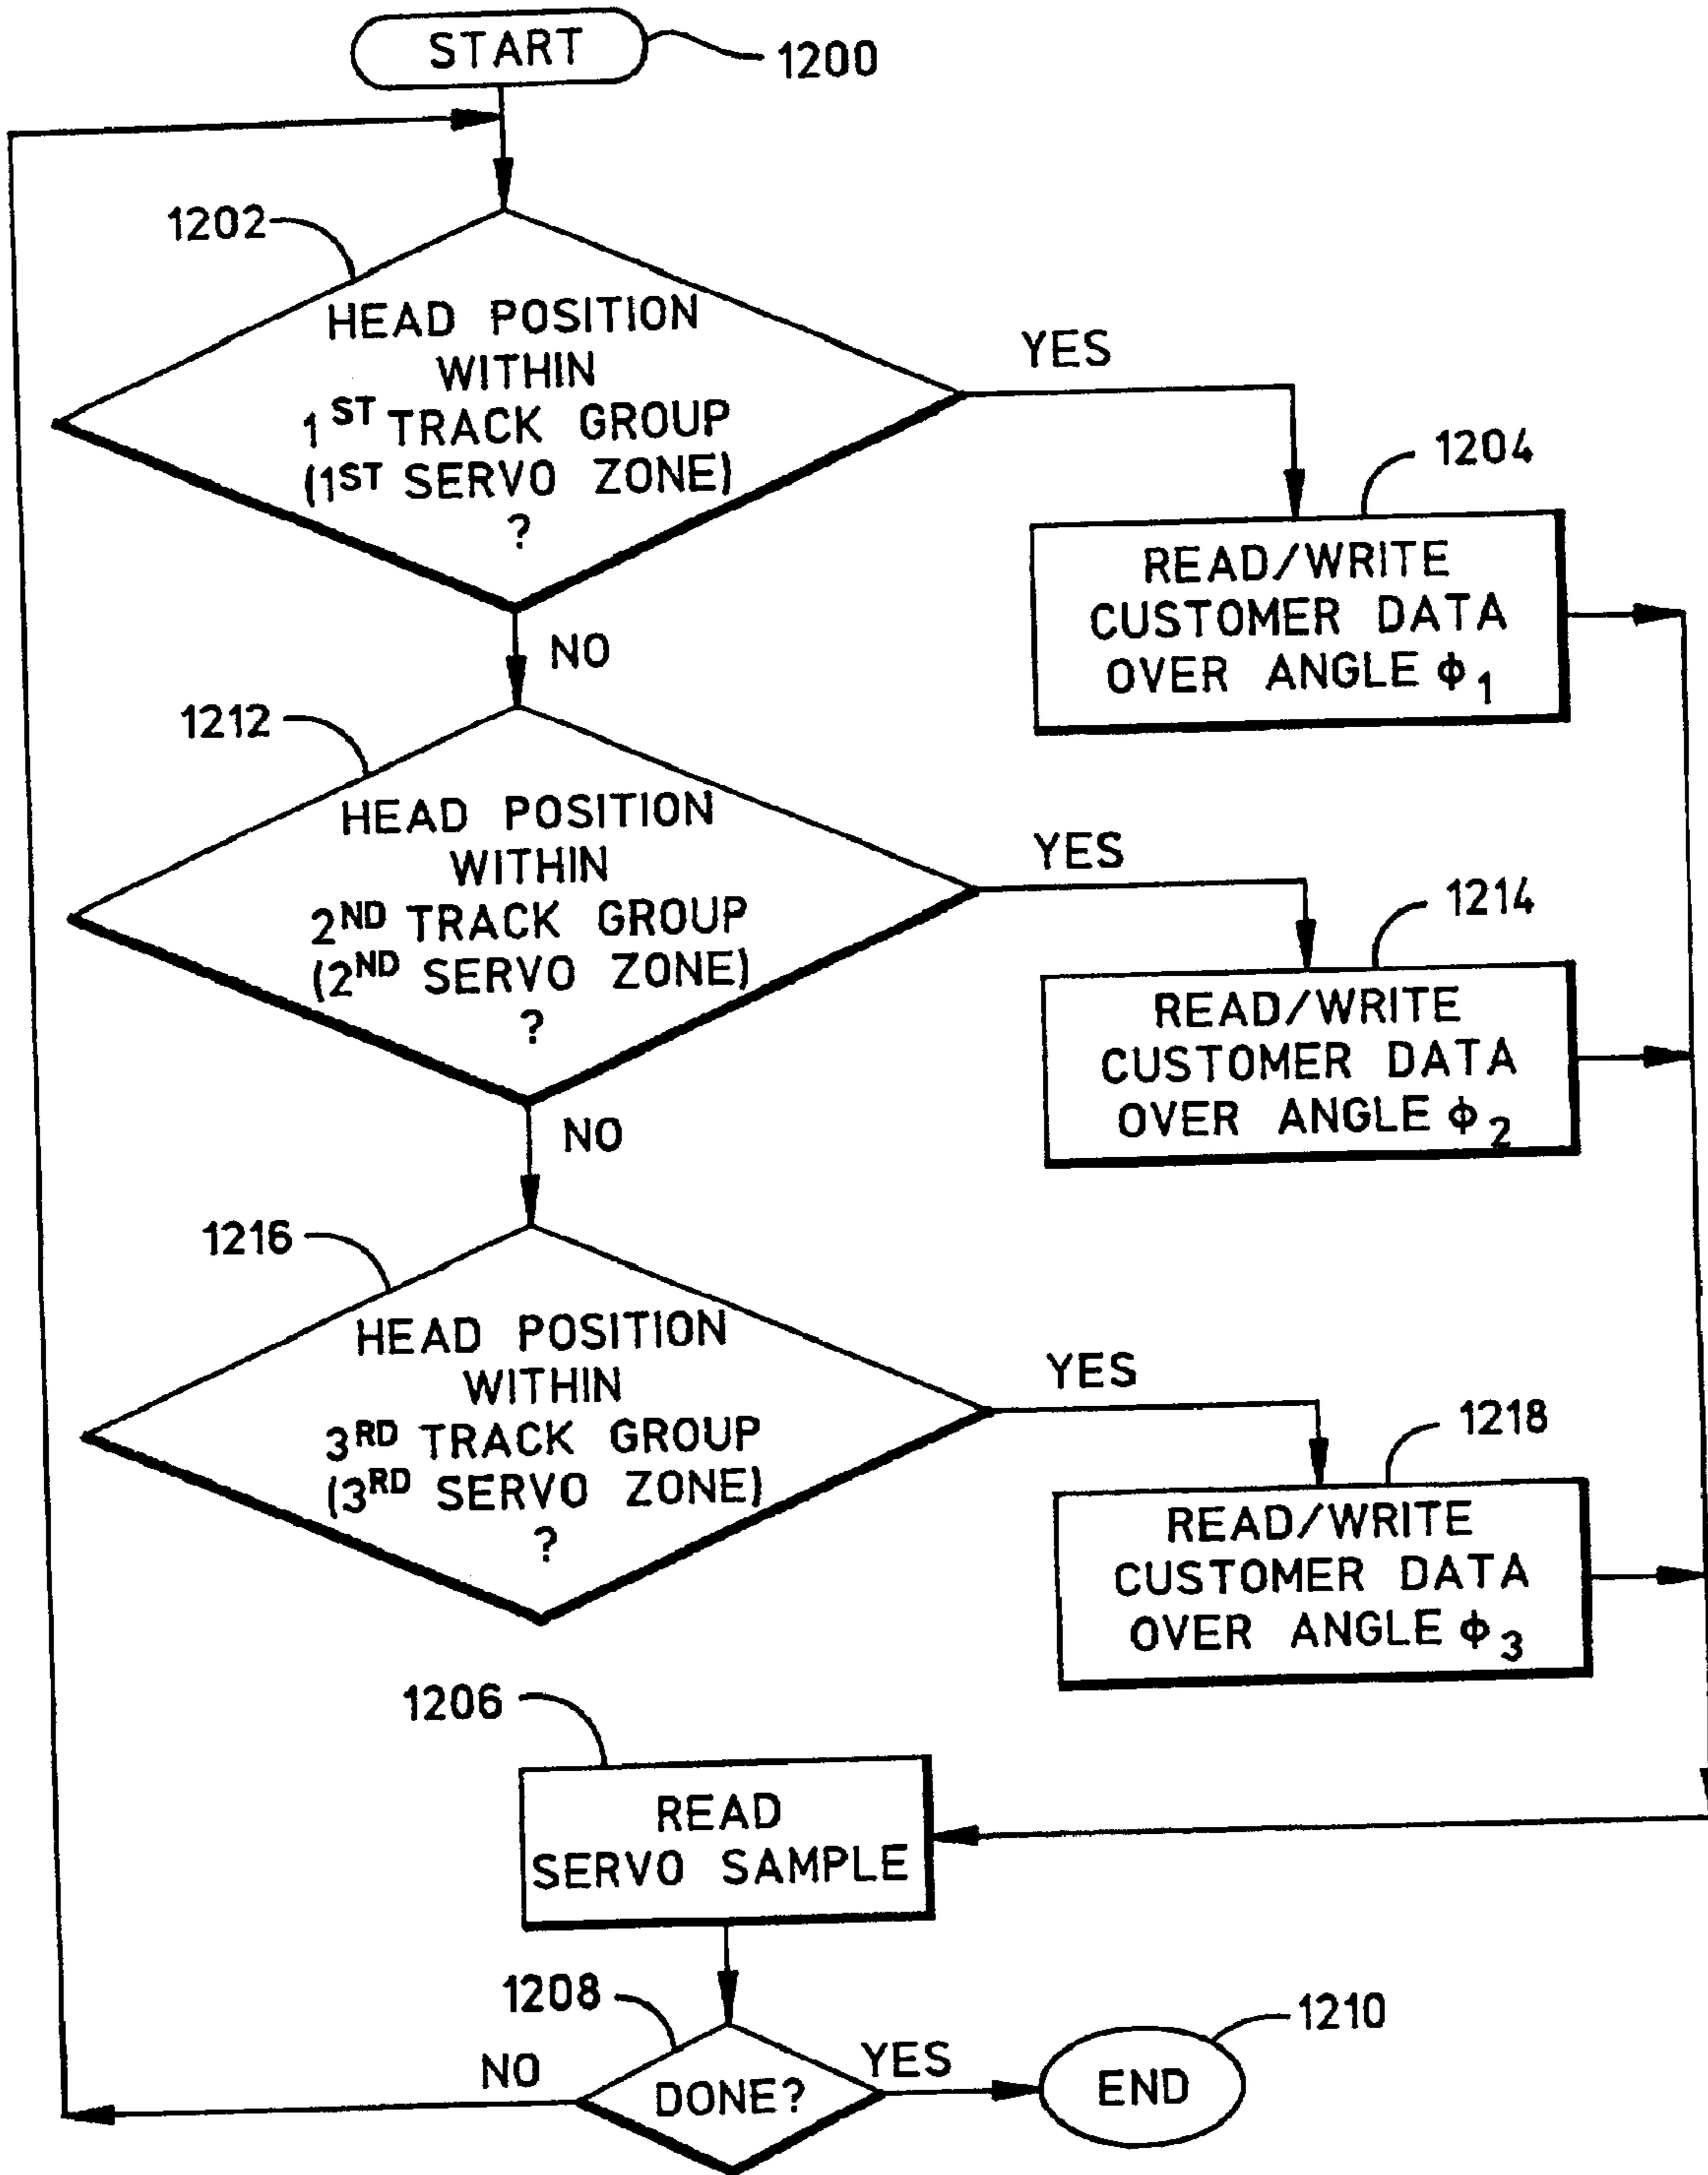 START
1200
1202
HEAD POSITION
WITHIN
1ST TRACK GROUP
(1ST SERVO ZONE)
?
YES
1204
READ/WRITE
CUSTOMER DATA
OVER ANGLE ϕ1
NO
1212
HEAD POSITION
WITHIN
2ND TRACK GROUP
(2ND SERVO ZONE)
?
YES
1214
READ/WRITE
CUSTOMER DATA
OVER ANGLE ϕ2
NO
1216
HEAD POSITION
WITHIN
3RD TRACK GROUP
(3RD SERVO ZONE)
?
YES
1218
READ/WRITE
CUSTOMER DATA
OVER ANGLE ϕ3
1206
READ
SERVO SAMPLE
1208
DONE?
NO
YES
1210
END